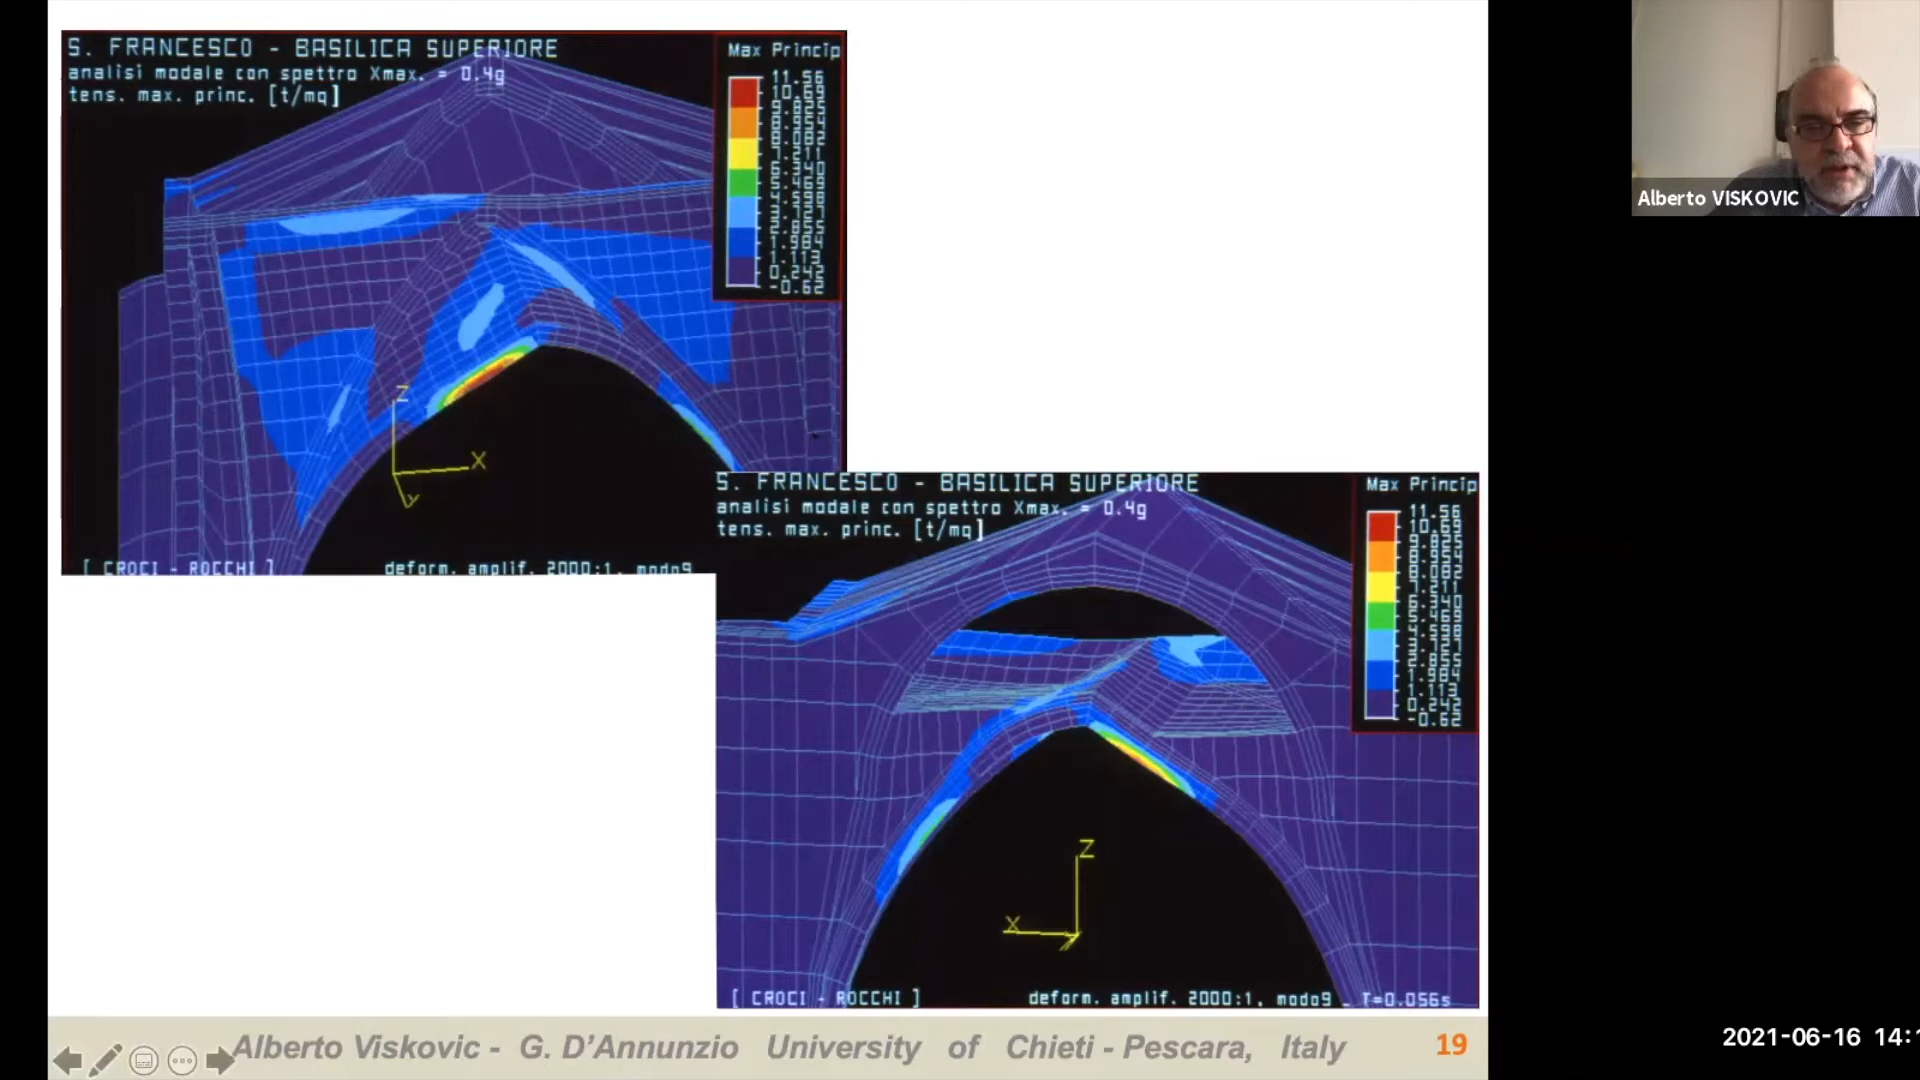 S. FRANCESCO - BASILICA SUPERIORE
analisi modale con spettro Xmax. = 0.4g
tens. max. princ. [t/mq]
Max Princip
11.56
10.69
9.825
8.954
8.082
7.211
6.340
5.469
4.598
3.727
2.855
1.984
1.113
0.242
-0.62
Z
X
Y
[ CROCI - ROCCHI ]
deform. amplif. 2000:1, modo9
S. FRANCESCO - BASILICA SUPERIORE
analisi modale con spettro Xmax. = 0.4g
tens. max. princ. [t/mq]
Max Princip
11.56
10.69
9.825
8.954
8.082
7.211
6.340
5.469
4.598
3.727
2.855
1.984
1.113
0.242
-0.62
Z
X
[ CROCI - ROCCHI ]
deform. amplif. 2000:1, modo9 - T=0.056s
Alberto Viskovic - G. D'Annunzio University of Chieti - Pescara, Italy
19
Alberto VISKOVIC
2021-06-16 14: